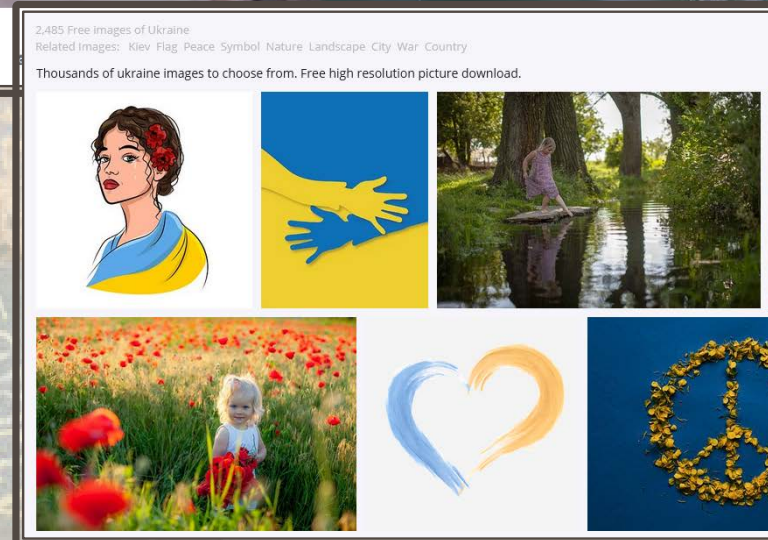 2,485 Free images of Ukraine
Related Images: Kiev Flag Peace Symbol Nature Landscape City War Country
Thousands of ukraine images to choose from. Free high resolution picture download.